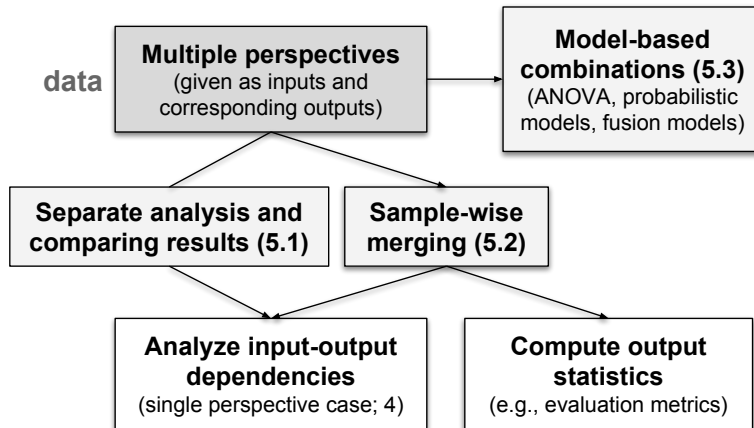 data
Multiple perspectives
(given as inputs and
corresponding outputs)
Model-based
combinations (5.3)
(ANOVA, probabilistic
models, fusion models)
Separate analysis and
comparing results (5.1)
Sample-wise
merging (5.2)
Analyze input-output
dependencies
(single perspective case; 4)
Compute output
statistics
(e.g., evaluation metrics)